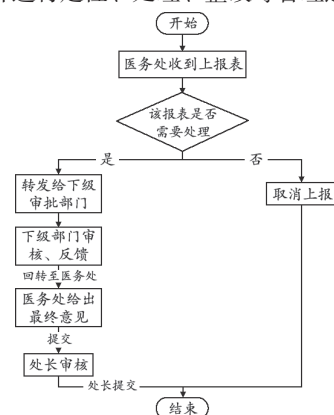 开始
医务处收到上报表
该报表是否
需要处理
是
否
转发给下级
审批部门
取消上报
下级部门审
核、反馈
回转至医务处
医务处给出
最终意见
提交
处长审核
处长提交
结束